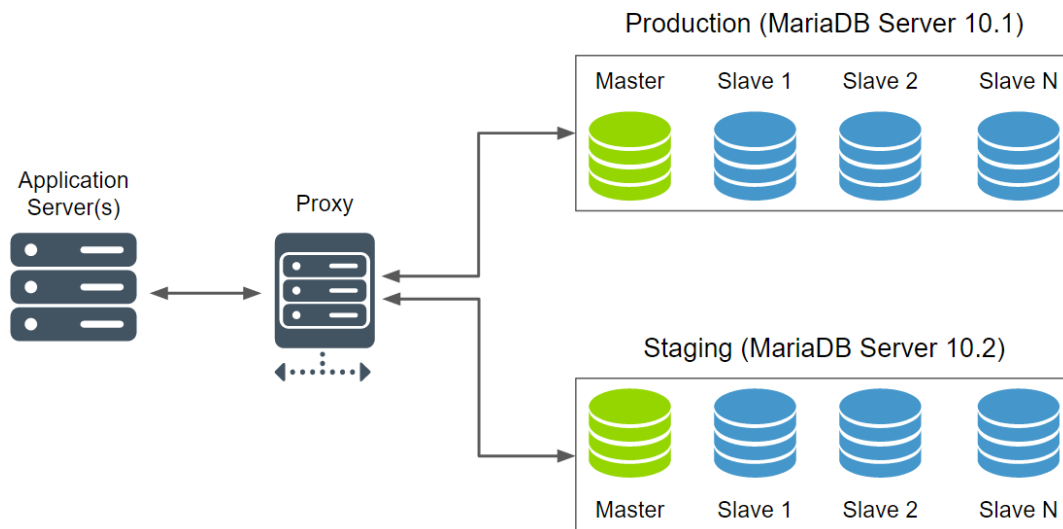 Production (MariaDB Server 10.1)
Master Slave 1 Slave 2 Slave N
Application
Server(s)
Proxy
Staging (MariaDB Server 10.2)
Master Slave 1 Slave 2 Slave N